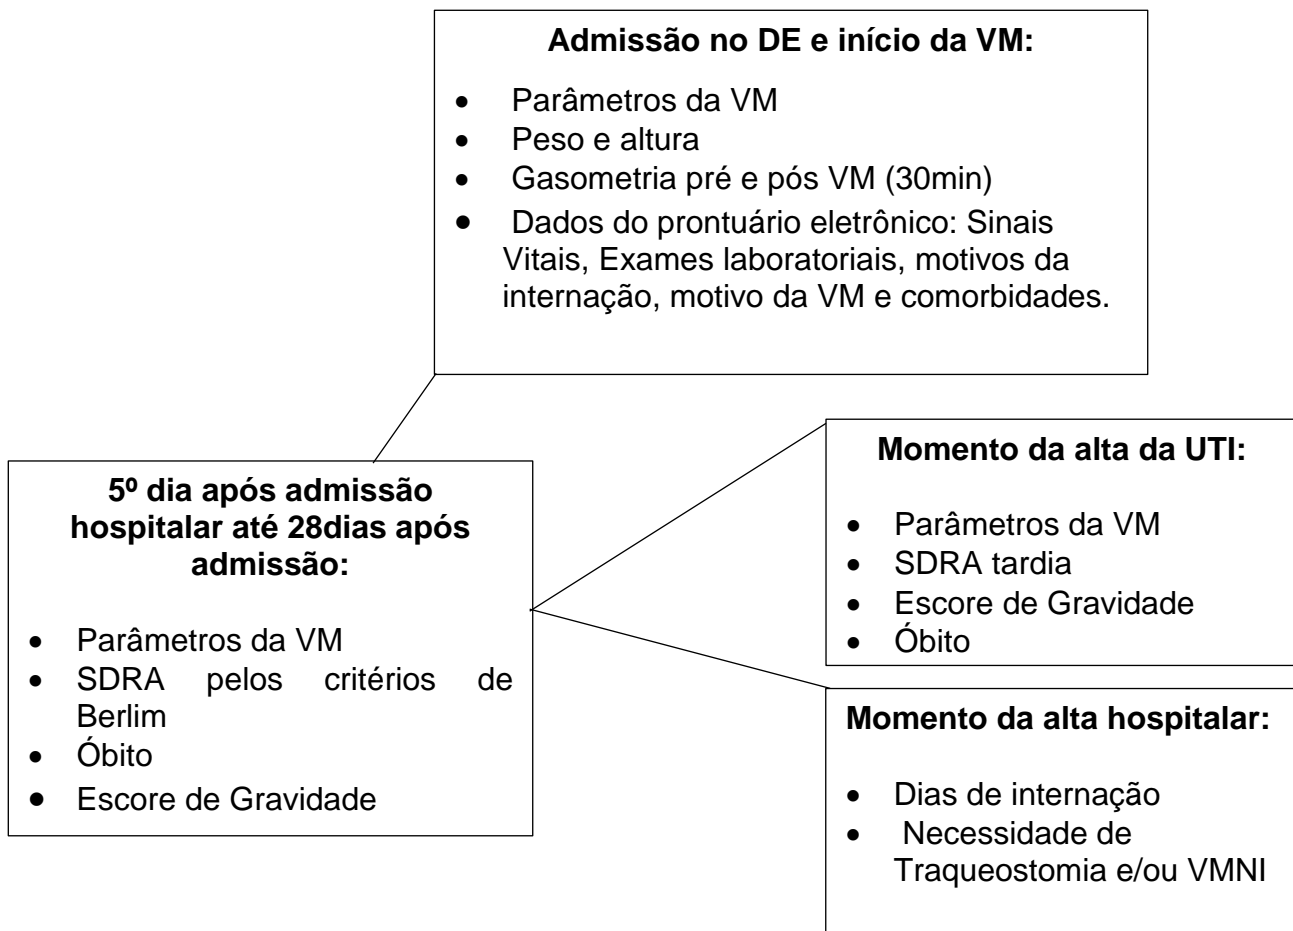 Admissão no DE e início da VM:
• Parâmetros da VM
• Peso e altura
• Gasometria pré e pós VM (30min)
• Dados do prontuário eletrônico: Sinais
Vitais, Exames laboratoriais, motivos da
internação, motivo da VM e comorbidades.
5º dia após admissão
hospitalar até 28dias após
admissão:
• Parâmetros da VM
• SDRA pelos critérios de
Berlim
• Óbito
• Escore de Gravidade
Momento da alta da UTI:
• Parâmetros da VM
• SDRA tardia
• Escore de Gravidade
• Óbito
Momento da alta hospitalar:
• Dias de internação
• Necessidade de
Traqueostomia e/ou VMNI